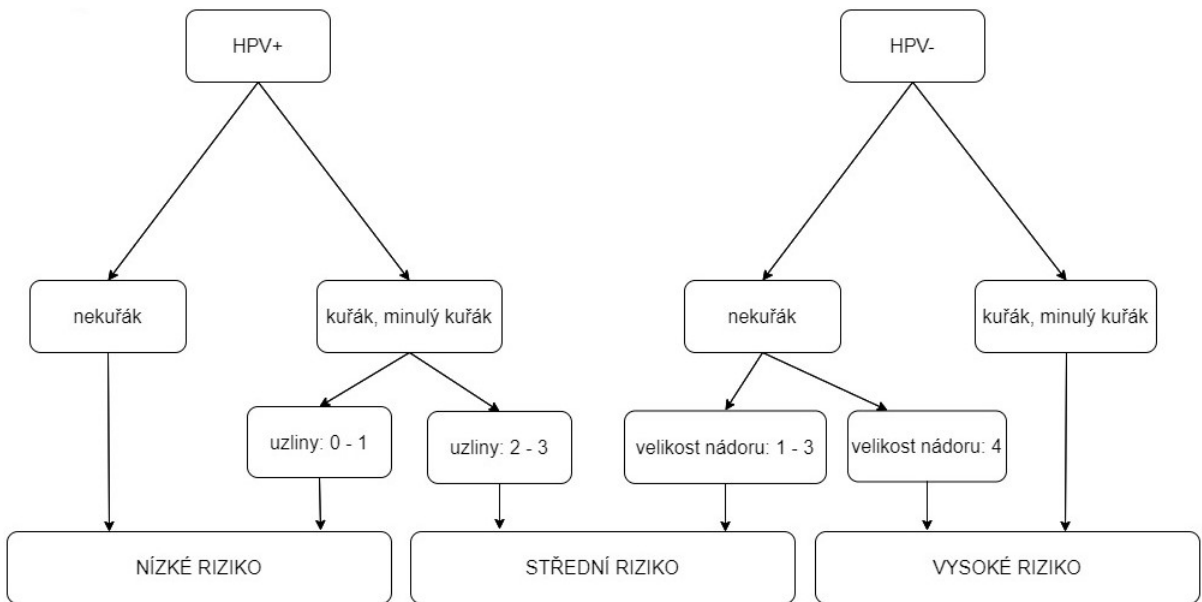 HPV+
HPV-
nekuřák
kuřák, minulý kuřák
nekuřák
kuřák, minulý kuřák
uzliny: 0 - 1
uzliny: 2 - 3
velikost nádoru: 1 - 3
velikost nádoru: 4
NÍZKÉ RIZIKO
STŘEDNÍ RIZIKO
VYSOKÉ RIZIKO